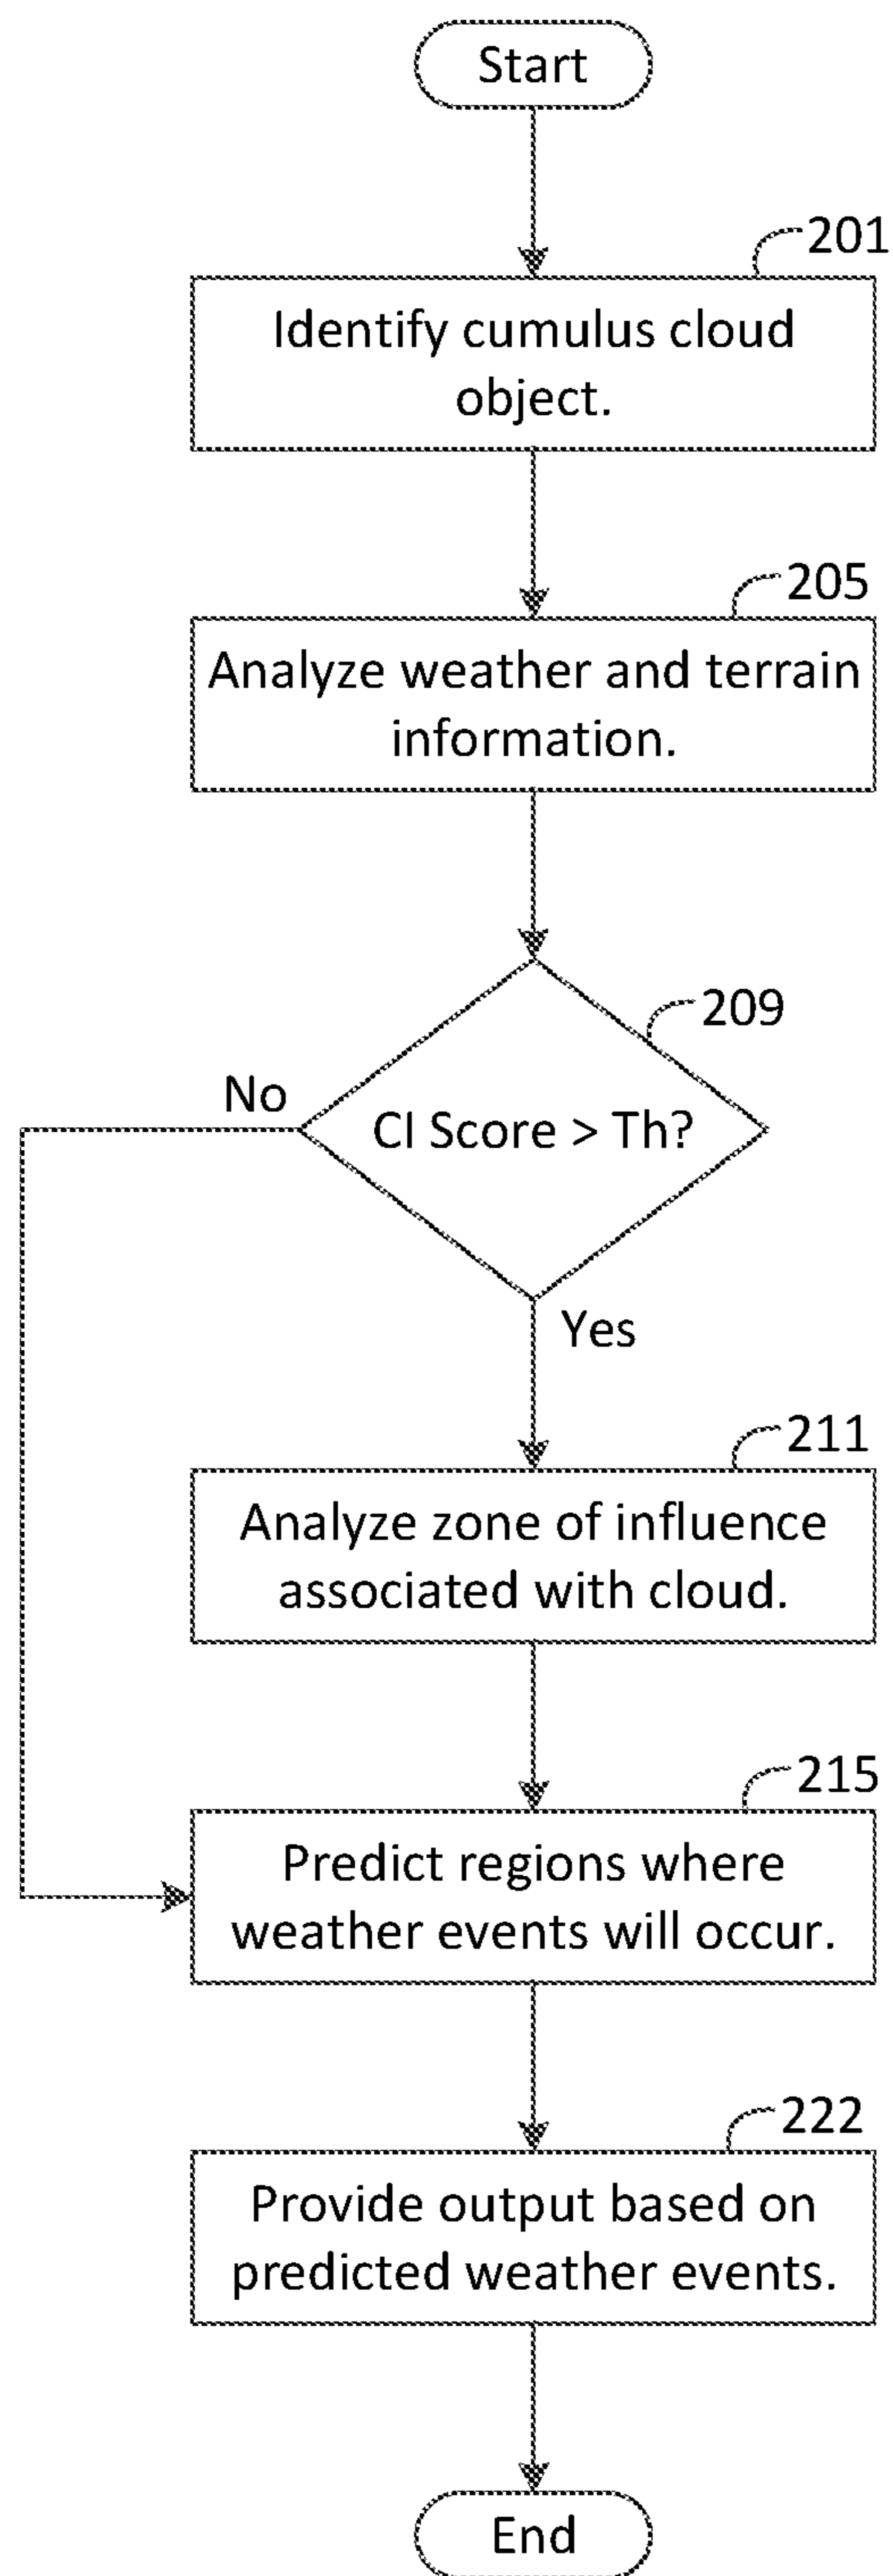 Start
201
Identify cumulus cloud
object.
205
Analyze weather and terrain
information.
209
No
CI Score > Th?
Yes
211
Analyze zone of influence
associated with cloud.
215
Predict regions where
weather events will occur.
222
Provide output based on
predicted weather events.
End